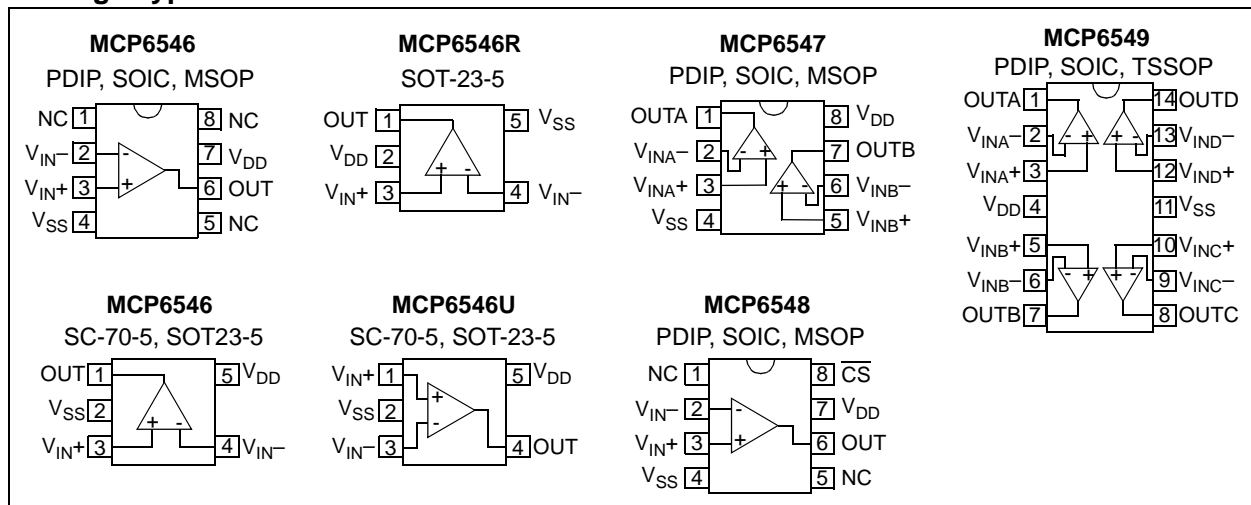 MCP6546
PDIP, SOIC, MSOP
NC 1
8 NC
VIN– 2
7 VDD
VIN+ 3
6 OUT
VSS 4
5 NC
- +
MCP6546R
SOT-23-5
OUT 1
5 VSS
VDD 2
VIN+ 3
4 VIN–
+ -
MCP6547
PDIP, SOIC, MSOP
OUTA 1
8 VDD
VINA– 2
7 OUTB
VINA+ 3
6 VINB–
VSS 4
5 VINB+
- +
+ -
MCP6549
PDIP, SOIC, TSSOP
OUTA 1
14 OUTD
VINA– 2
13 VIND–
VINA+ 3
12 VIND+
VDD 4
11 VSS
VINB+ 5
10 VINC+
VINB– 6
9 VINC–
OUTB 7
8 OUTC
- + + -
- + + -
MCP6546
SC-70-5, SOT23-5
OUT 1
5 VDD
VSS 2
VIN+ 3
4 VIN–
+ -
MCP6546U
SC-70-5, SOT-23-5
VIN+ 1
5 VDD
VSS 2
VIN– 3
4 OUT
+ -
MCP6548
PDIP, SOIC, MSOP
NC 1
8 CS
VIN– 2
7 VDD
VIN+ 3
6 OUT
VSS 4
5 NC
- +